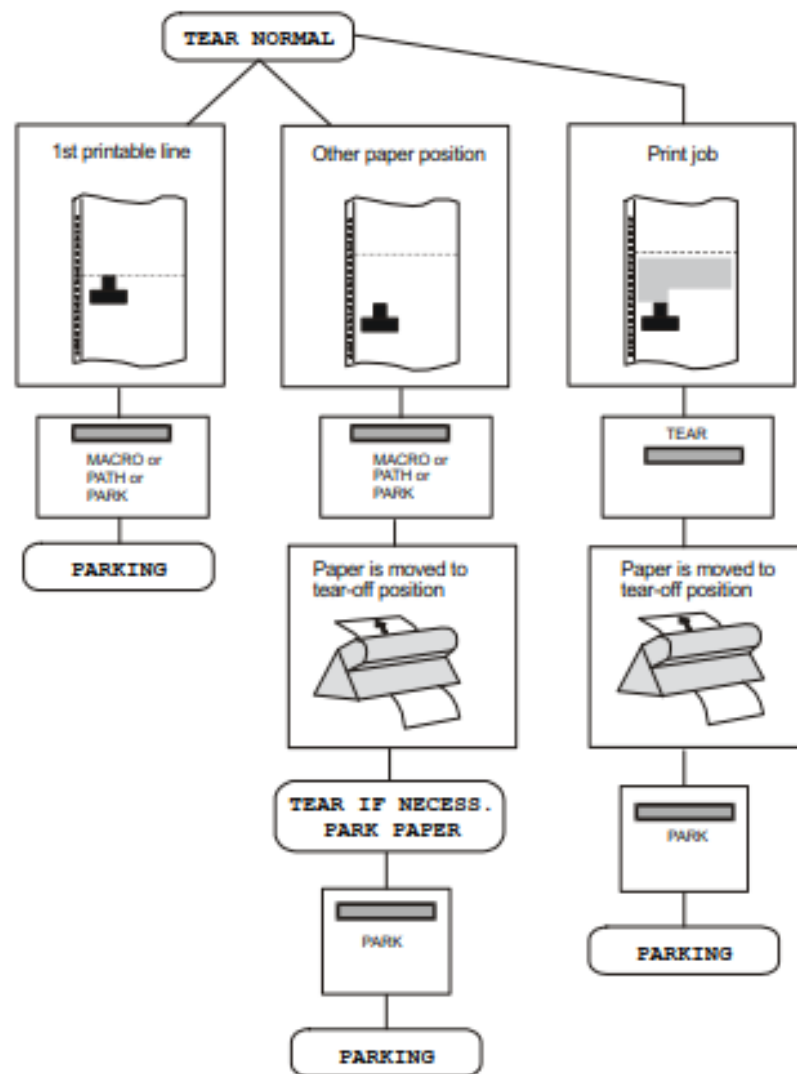 TEAR NORMAL
1st printable line
MACRO or
PATH or
PARK
PARKING
Other paper position
MACRO or
PATH or
PARK
Paper is moved to
tear-off position
TEAR IF NECESS.
PARK PAPER
PARK
PARKING
Print job
TEAR
Paper is moved to
tear-off position
PARK
PARKING